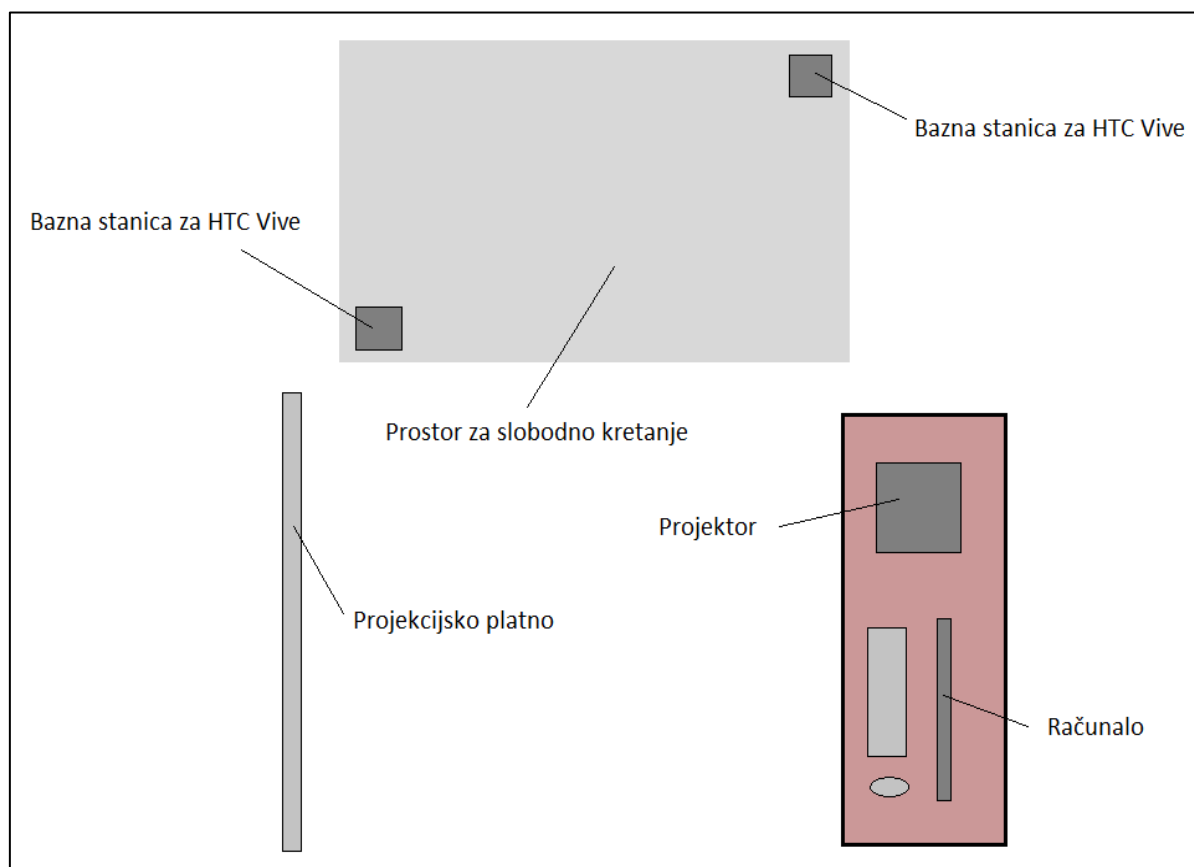 Bazna stanica za HTC Vive
Bazna stanica za HTC Vive
Prostor za slobodno kretanje
Projektor
Projekcijsko platno
Računalo